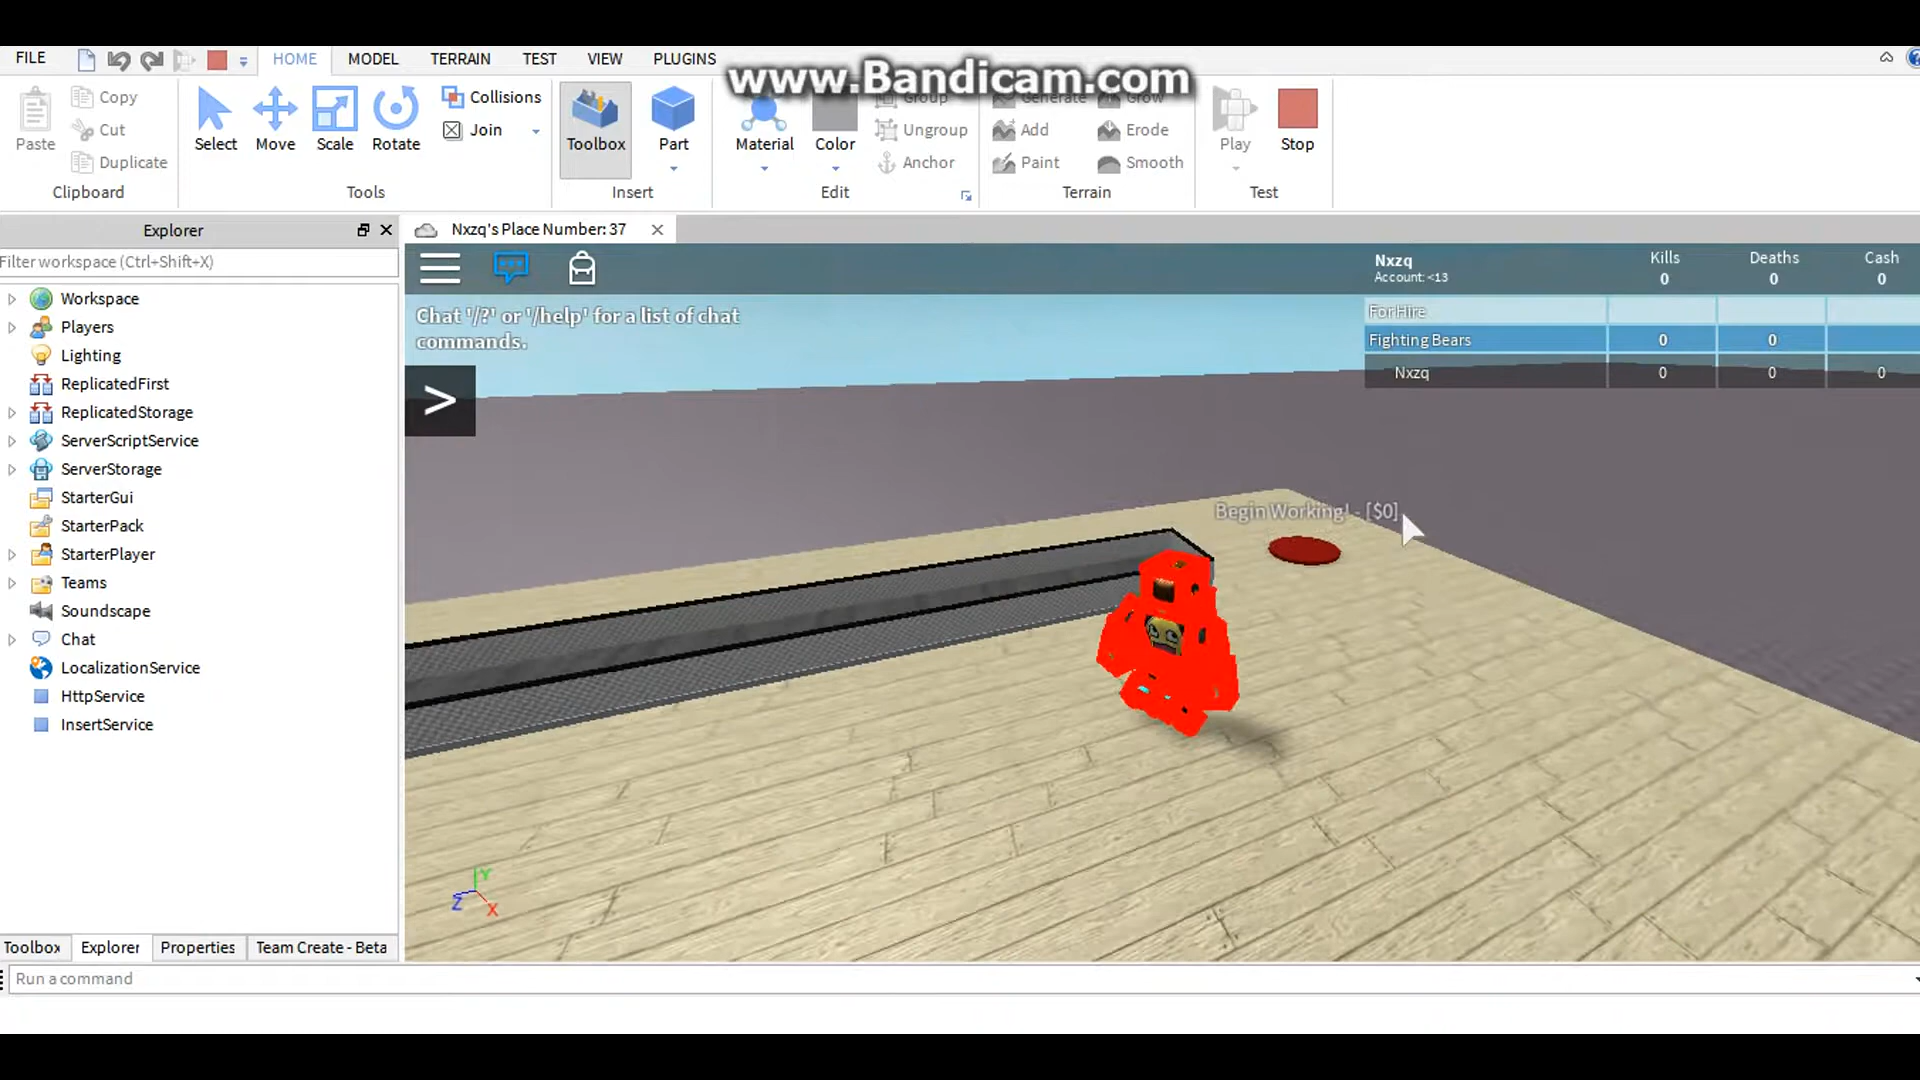 www.Bandicam.com
FILE HOME MODEL TERRAIN TEST VIEW PLUGINS
Paste Copy Cut Duplicate
Clipboard
Select Move Scale Rotate Collisions Join
Tools
Toolbox Part
Insert
Material Color Group Ungroup Anchor
Edit
Generate Grow
Add Erode
Paint Smooth
Terrain
Play Stop
Test
Explorer
Filter workspace (Ctrl+Shift+X)
Workspace
Players
Lighting
ReplicatedFirst
ReplicatedStorage
ServerScriptService
ServerStorage
StarterGui
StarterPack
StarterPlayer
Teams
Soundscape
Chat
LocalizationService
HttpService
InsertService
Toolbox Explorer Properties Team Create - Beta
Run a command
Nxzq's Place Number: 37
Chat '/?' or '/help' for a list of chat
commands.
>
Nxzq Kills Deaths Cash
Account: <13 0 0 0
For Hire
Fighting Bears 0 0
Nxzq 0 0 0
Begin Working! - [$0]
Y
Z
X